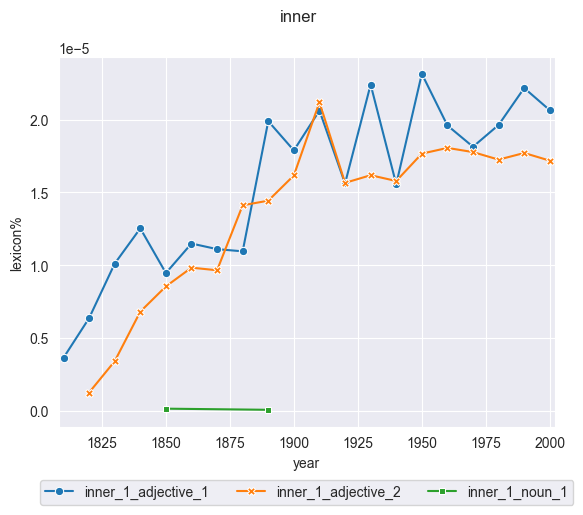 inner
1e−5
2.0
1.5
1.0
0.5
0.0
lexicon%
1825 1850 1875 1900 1925 1950 1975 2000
year
inner_1_adjective_1 inner_1_adjective_2 inner_1_noun_1